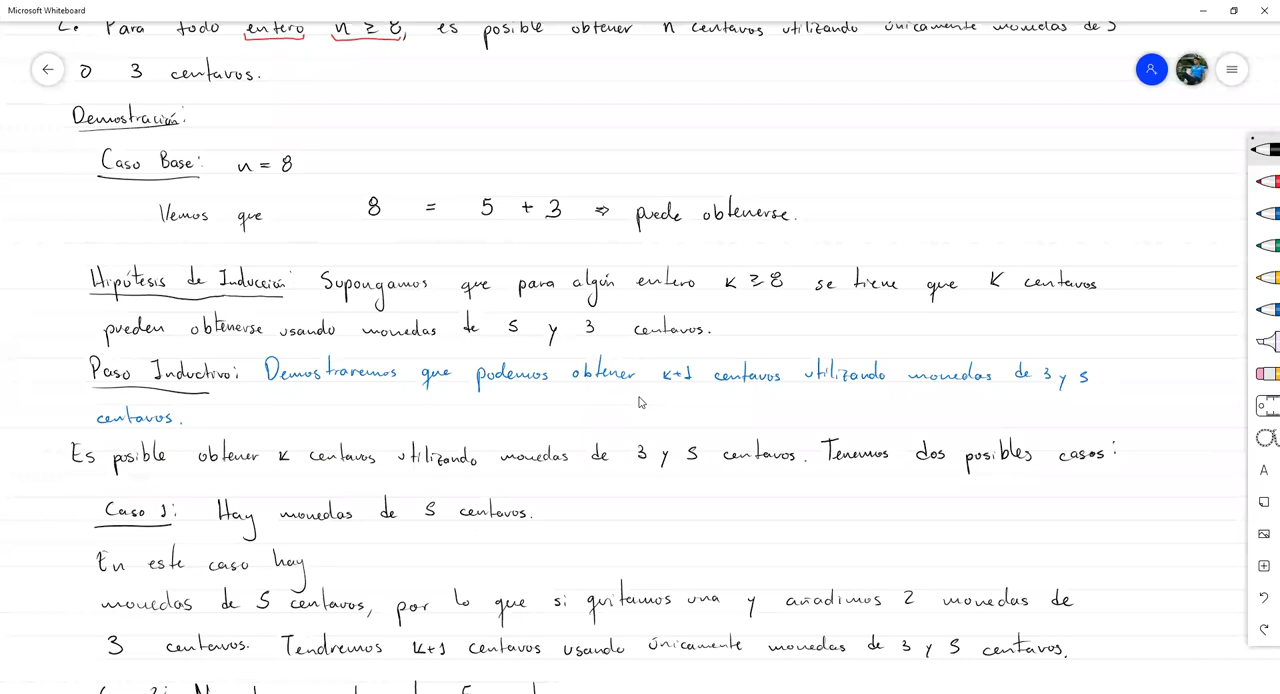 Microsoft Whiteboard
2. Para todo entero n ≥ 8, es posible obtener n centavos utilizando únicamente monedas de 5
o 3 centavos.
Demostración:
Caso Base: n = 8
Vemos que 8 = 5 + 3 ⇒ puede obtenerse.
Hipótesis de Inducción: Supongamos que para algún entero k ≥ 8 se tiene que k centavos
pueden obtenerse usando monedas de 5 y 3 centavos.
Paso Inductivo: Demostraremos que podemos obtener k+1 centavos utilizando monedas de 3 y 5
centavos.
Es posible obtener k centavos utilizando monedas de 3 y 5 centavos. Tenemos dos posibles casos:
Caso 1: Hay monedas de 5 centavos.
En este caso hay
monedas de 5 centavos, por lo que si quitamos una y añadimos 2 monedas de
3 centavos. Tendremos k+1 centavos usando únicamente monedas de 3 y 5 centavos.